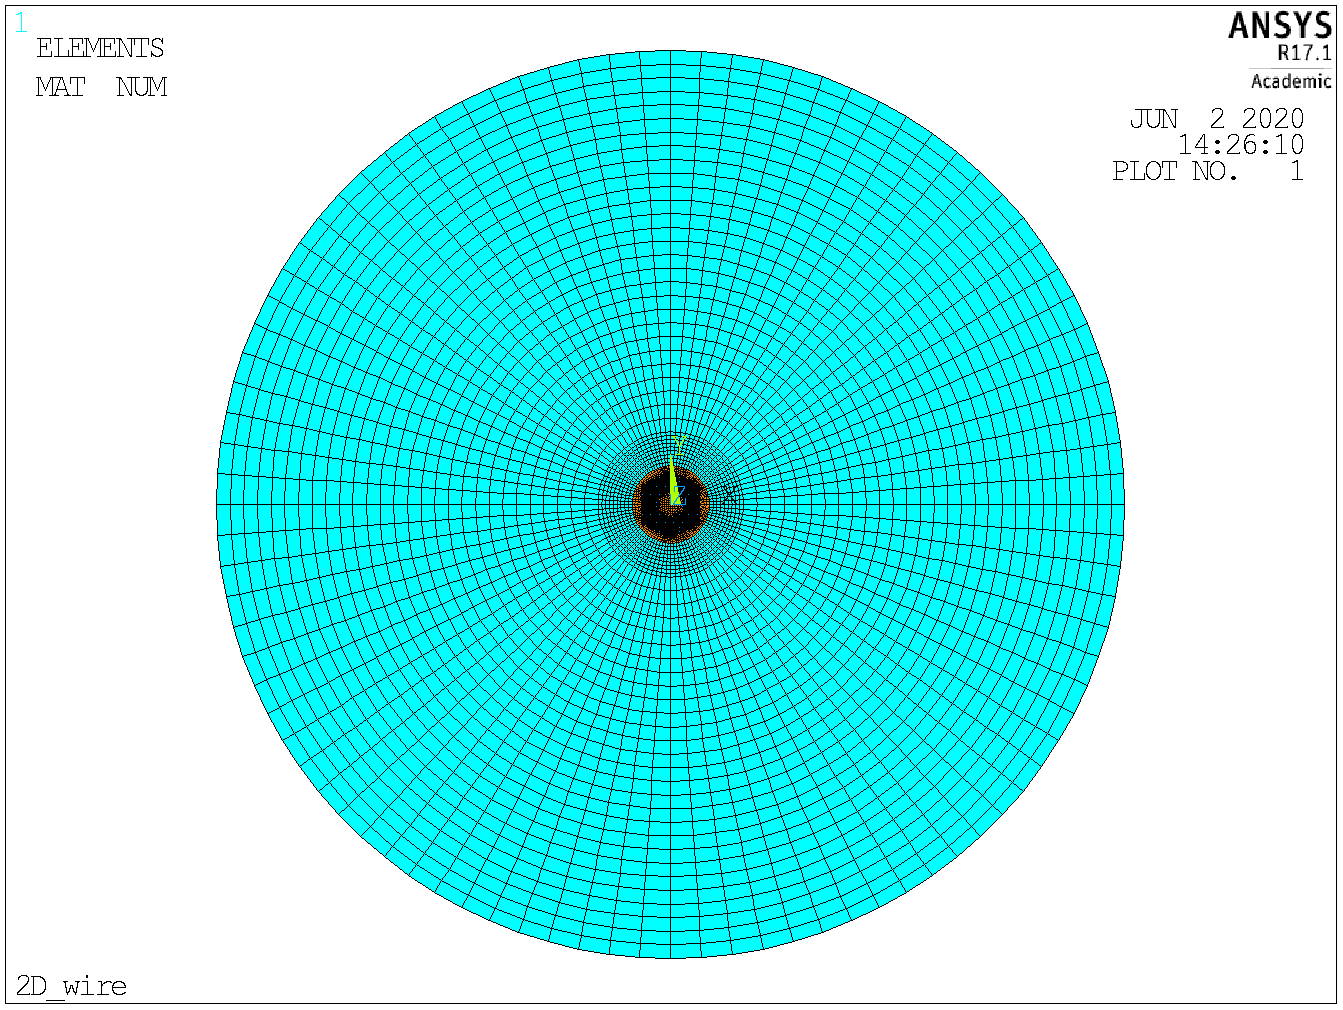 1
ELEMENTS
MAT NUM
ANSYS
R17.1
Academic
JUN 2 2020
14:26:10
PLOT NO. 1
Y
Z
X
2D_wire